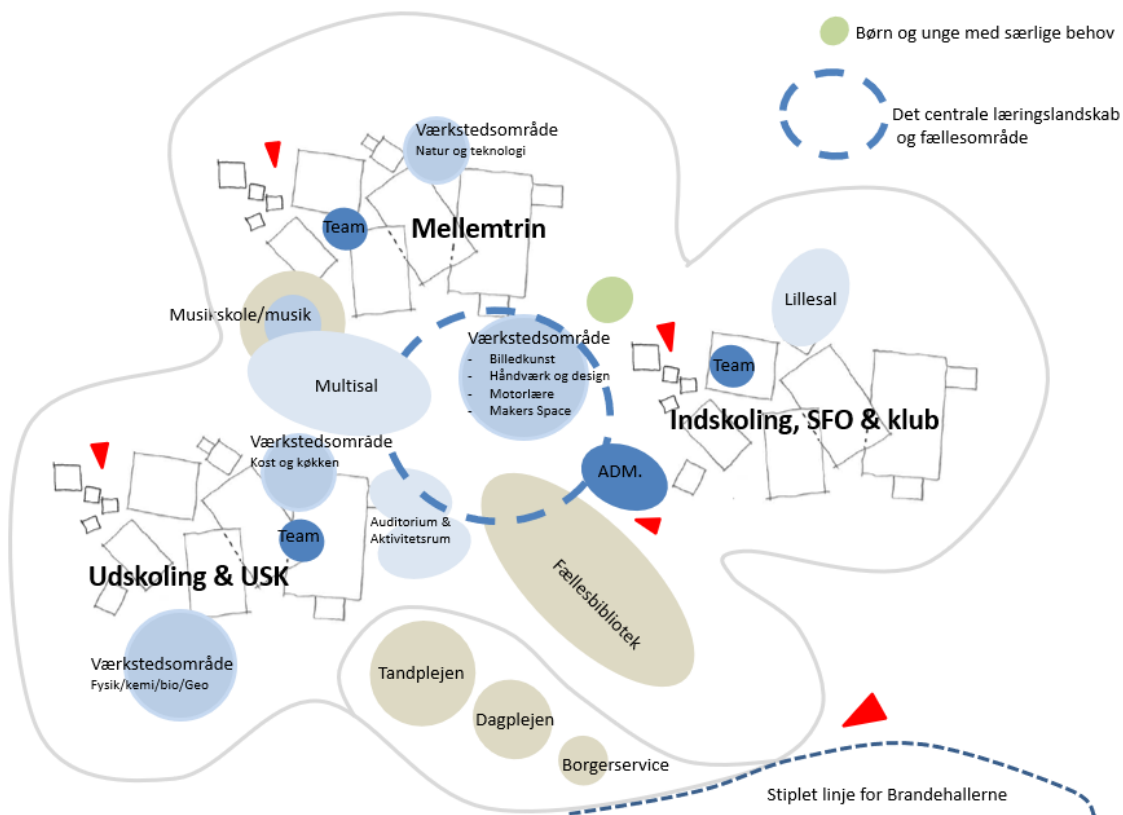 Børn og unge med særlige behov
Det centrale læringslandskab
og fællesområde
Værkstedsområde
Natur og teknologi
Team
Mellemtrin
Musikskole/musik
Multisal
Værkstedsområde
- Billedkunst
- Håndværk og design
- Motorlære
- Makers Space
Lillesal
Team
Indskoling, SFO & klub
ADM.
Værkstedsområde
Kost og køkken
Auditorium &
Aktivitetsrum
Team
Udskoling & USK
Fællesbibliotek
Værkstedsområde
Fysik/kemi/bio/Geo
Tandplejen
Dagplejen
Borgerservice
Stiplet linje for Brandehallerne